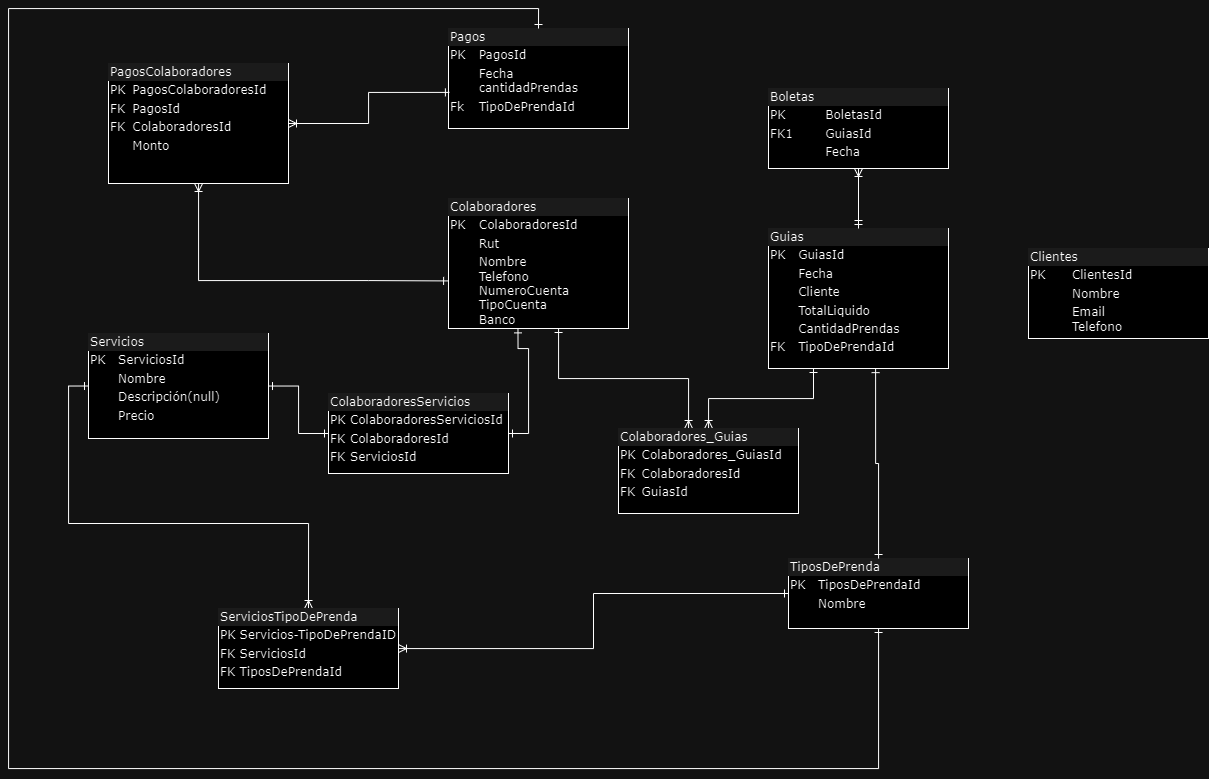 Pagos
PK PagosId
Fecha
cantidadPrendas
Fk TipoDePrendaId
PagosColaboradores
PK PagosColaboradoresId
FK PagosId
FK ColaboradoresId
Monto
Boletas
PK BoletasId
FK1 GuiasId
Fecha
Colaboradores
PK ColaboradoresId
Rut
Nombre
Telefono
NumeroCuenta
TipoCuenta
Banco
Guias
PK GuiasId
Fecha
Cliente
TotalLiquido
CantidadPrendas
FK TipoDePrendaId
Clientes
PK ClientesId
Nombre
Email
Telefono
Servicios
PK ServiciosId
Nombre
Descripción(null)
Precio
ColaboradoresServicios
PK ColaboradoresServiciosId
FK ColaboradoresId
FK ServiciosId
Colaboradores_Guias
PK Colaboradores_GuiasId
FK ColaboradoresId
FK GuiasId
TiposDePrenda
PK TiposDePrendaId
Nombre
ServiciosTipoDePrenda
PK Servicios-TipoDePrendaID
FK ServiciosId
FK TiposDePrendaId